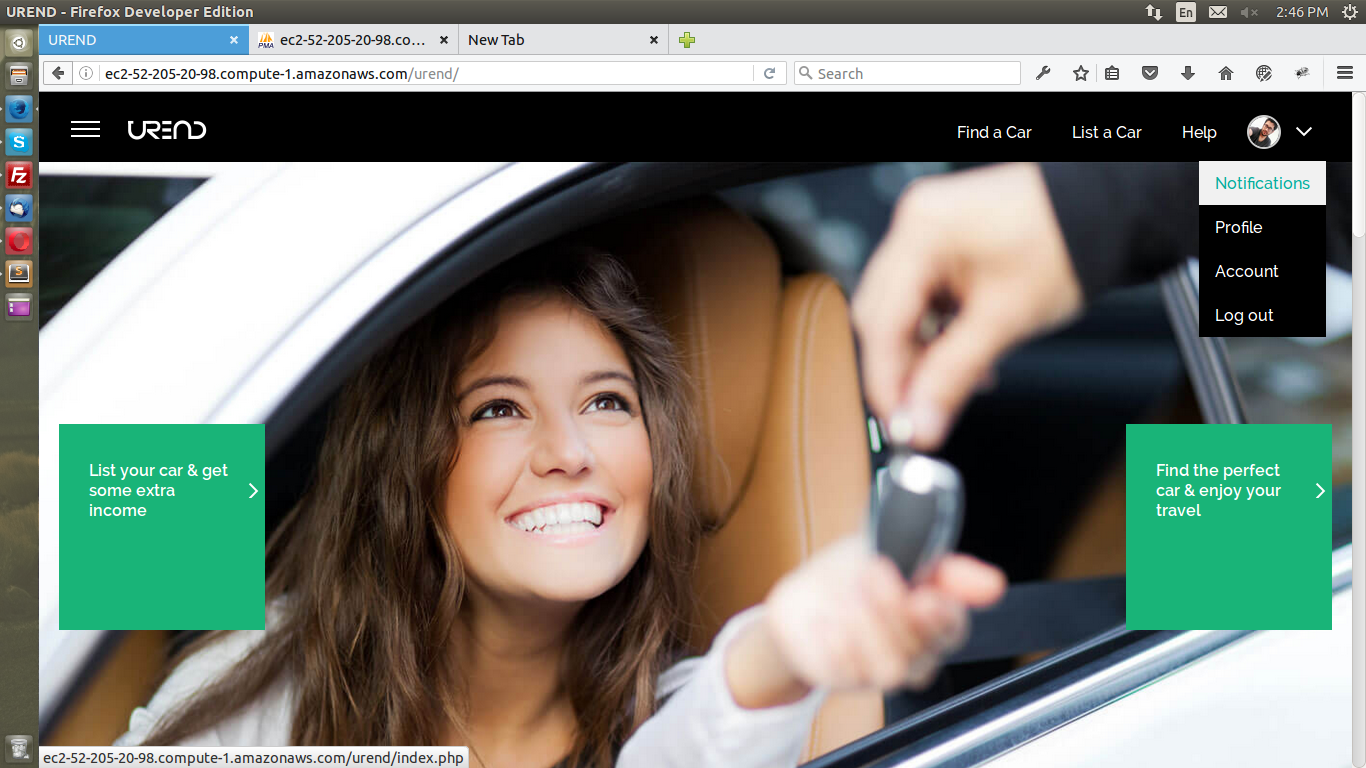 UREND - Firefox Developer Edition
En
2:46 PM
UREND
PMA
ec2-52-205-20-98.co...
New Tab
ec2-52-205-20-98.compute-1.amazonaws.com/urend/
Search
UREND
Find a Car
List a Car
Help
Notifications
Profile
Account
Log out
List your car & get
some extra
income
Find the perfect
car & enjoy your
travel
S
Fz
S
ec2-52-205-20-98.compute-1.amazonaws.com/urend/index.php